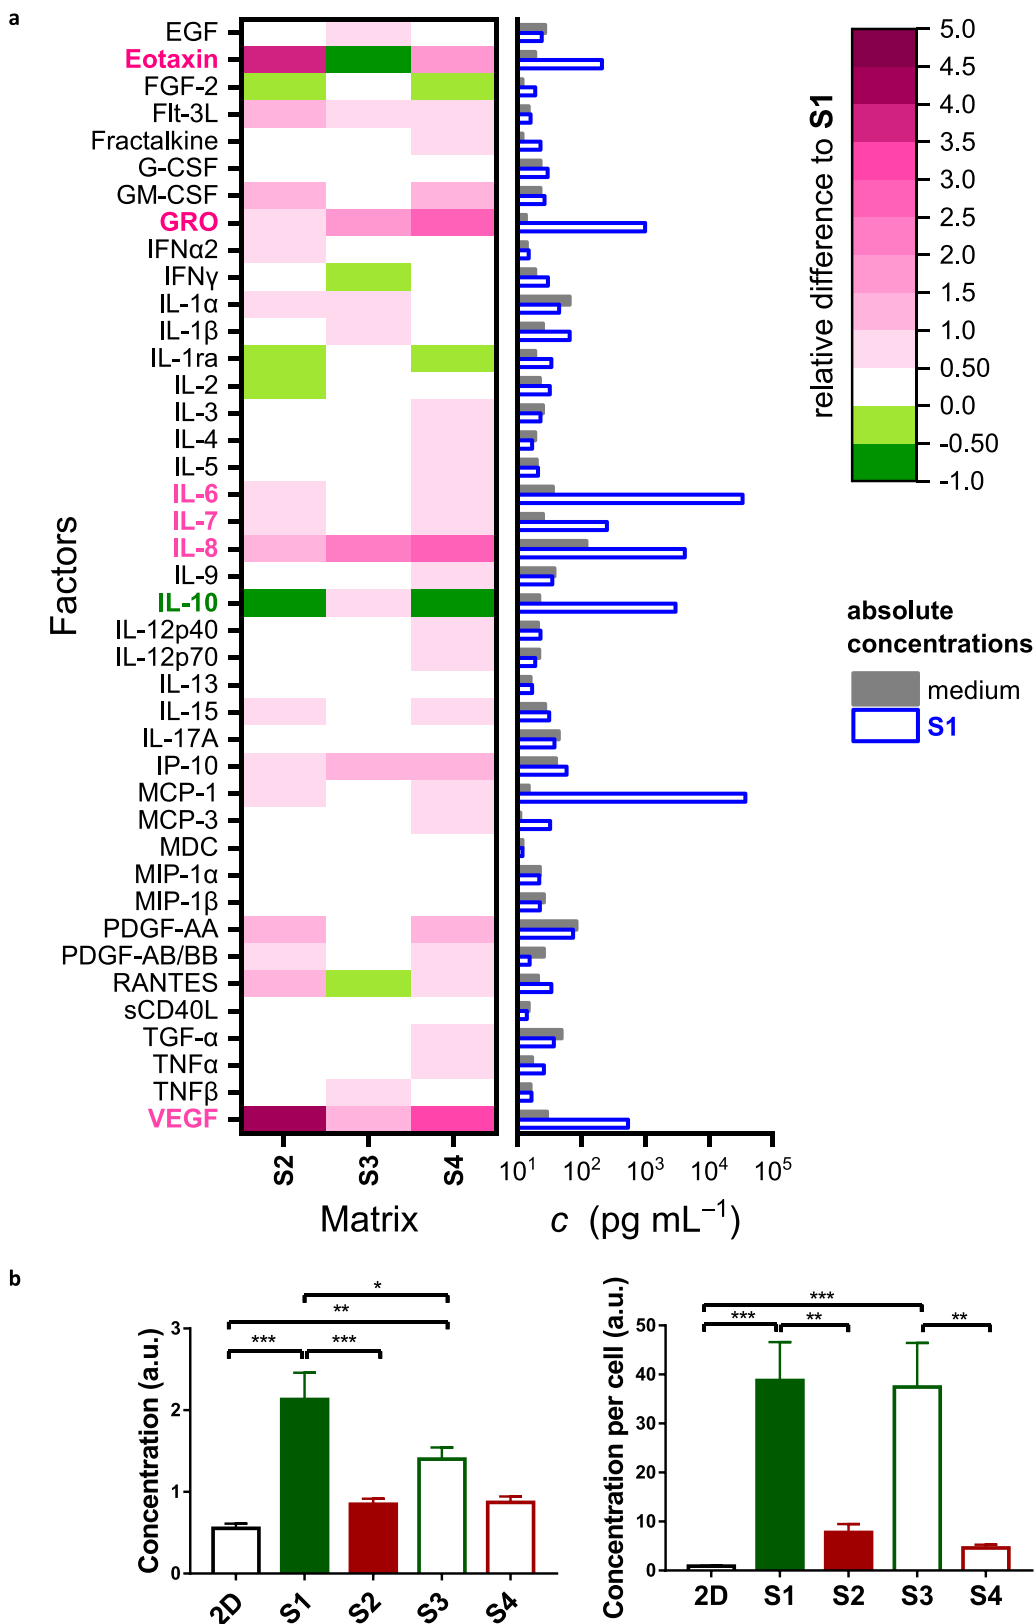 a
EGF
Eotaxin
FGF-2
Flt-3L
Fractalkine
G-CSF
GM-CSF
GRO
IFNα2
IFNγ
IL-1α
IL-1β
IL-1ra
IL-2
IL-3
IL-4
IL-5
IL-6
IL-7
IL-8
IL-9
IL-10
IL-12p40
IL-12p70
IL-13
IL-15
IL-17A
IP-10
MCP-1
MCP-3
MDC
MIP-1α
MIP-1β
PDGF-AA
PDGF-AB/BB
RANTES
sCD40L
TGF-α
TNFα
TNFβ
VEGF
Factors
S2 S3 S4
Matrix
10¹ 10² 10³ 10⁴ 10⁵
c (pg mL⁻¹)
relative difference to S1
5.0
4.5
4.0
3.5
3.0
2.5
2.0
1.5
1.0
0.50
0.0
-0.50
-1.0
absolute
concentrations
medium
S1
b
Concentration (a.u.)
3
2
1
0
*
**
*** ***
2D S1 S2 S3 S4
Concentration per cell (a.u.)
50
40
30
20
10
0
***
*** ** **
2D S1 S2 S3 S4